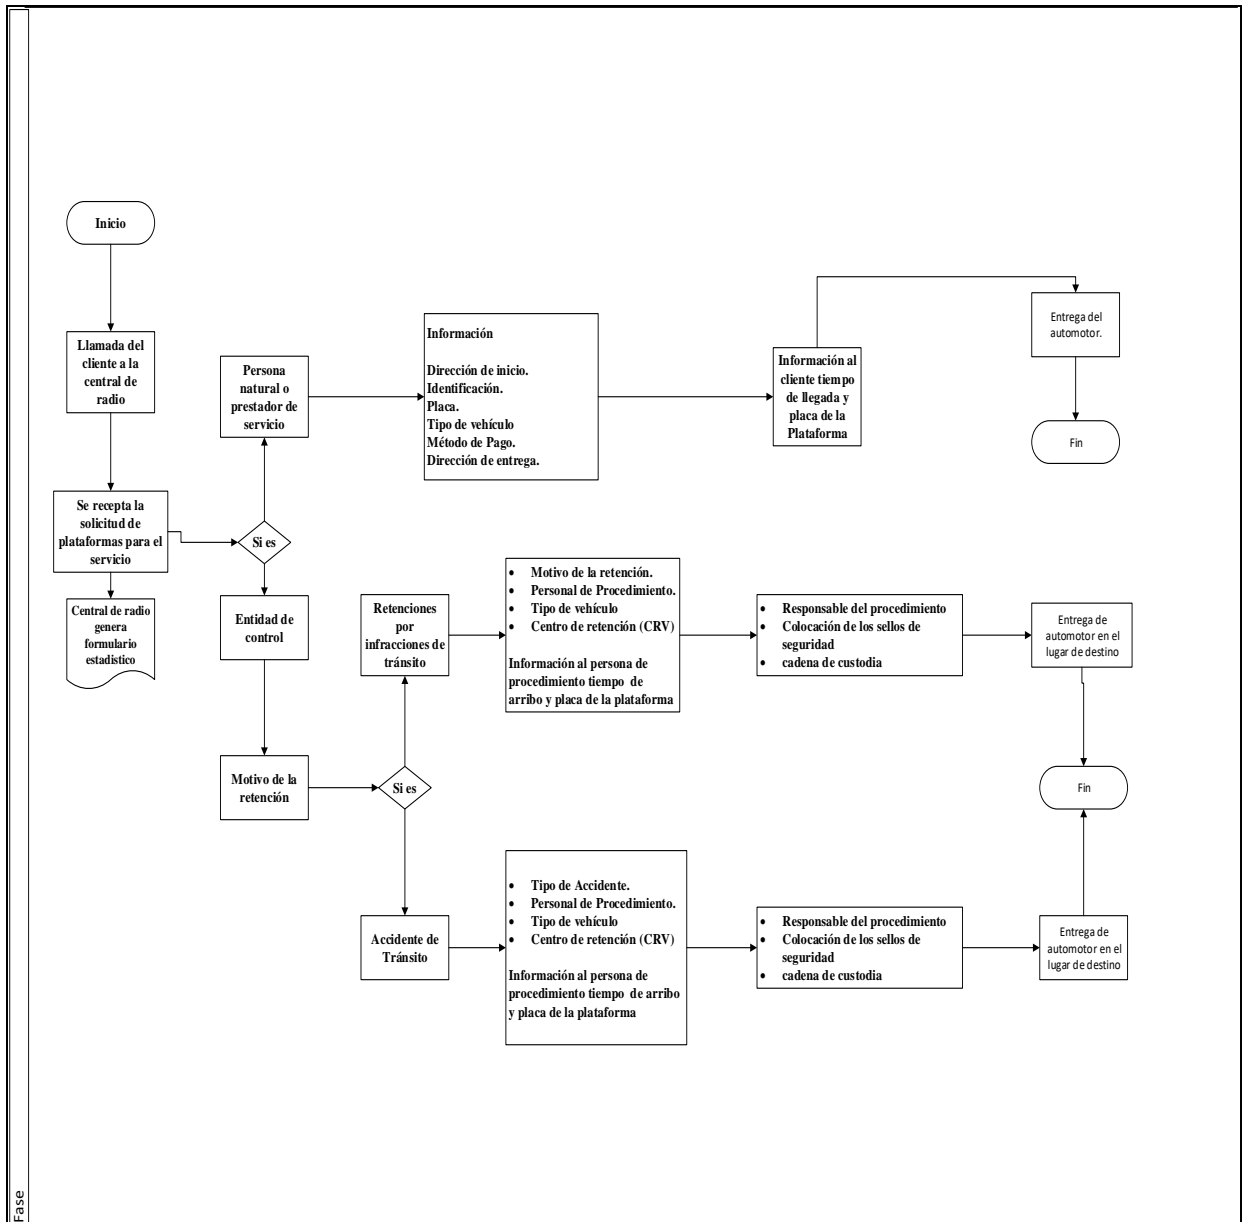 Inicio
Llamada del
cliente a la
central de
radio
Se recepta la
solicitud de
plataformas para el
servicio
Central de radio
genera
formulario
estadistico
Persona
natural o
prestador de
servicio
Si es
Entidad de
control
Motivo de la
retención
Información
Dirección de inicio.
Identificación.
Placa.
Tipo de vehículo
Método de Pago.
Dirección de entrega.
Información al
cliente tiempo
de llegada y
placa de la
Plataforma
Entrega del
automotor.
Fin
Retenciones
por
infracciones de
tránsito
Si es
Accidente de
Tránsito
• Motivo de la retención.
• Personal de Procedimiento.
• Tipo de vehículo
• Centro de retención (CRV)
Información al persona de
procedimiento tiempo de
arribo y placa de la plataforma
• Responsable del procedimiento
• Colocación de los sellos de
seguridad
• cadena de custodia
Entrega de
automotor en el
lugar de destino
Fin
• Tipo de Accidente.
• Personal de Procedimiento.
• Tipo de vehículo
• Centro de retención (CRV)
Información al persona de
procedimiento tiempo de arribo
y placa de la plataforma
• Responsable del procedimiento
• Colocación de los sellos de
seguridad
• cadena de custodia
Entrega de
automotor en el
lugar de destino
Fase